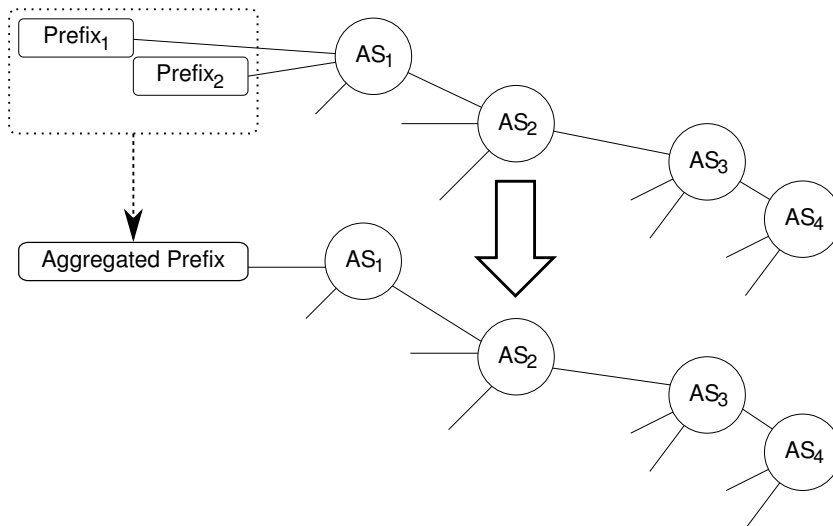 Prefix₁
AS₁
Prefix₂
AS₂
AS₃
AS₄
Aggregated Prefix
AS₁
AS₂
AS₃
AS₄